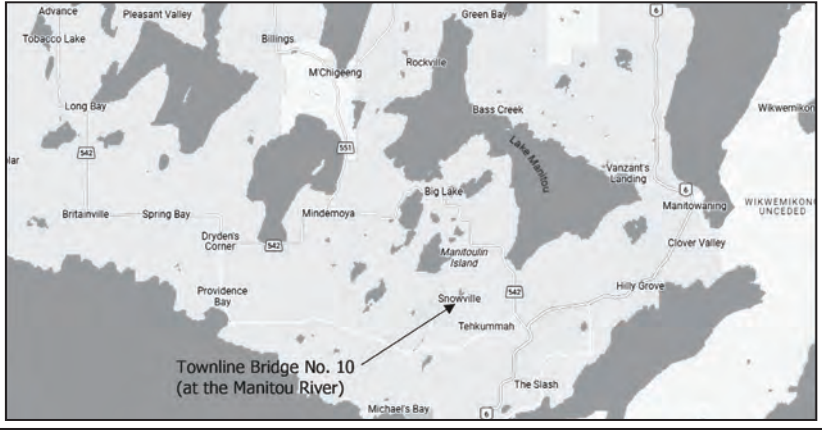 Advance
Pleasant Valley
Green Bay
6
Tobacco Lake
Billings
M'Chigeeng
Rockville
Long Bay
Bass Creek
Wikwemikon
542
551
lar
Lake Manitou
Vanzant's
Landing
6
Big Lake
Manitowaning
WIKWEMIKON
UNCEDED
Britainville
Spring Bay
Mindemoya
Dryden's
Corner
542
Clover Valley
Manitoulin
Island
Providence
Bay
542
Hilly Grove
Snowville
Tehkummah
Townline Bridge No. 10
(at the Manitou River)
The Slash
Michael's Bay
6